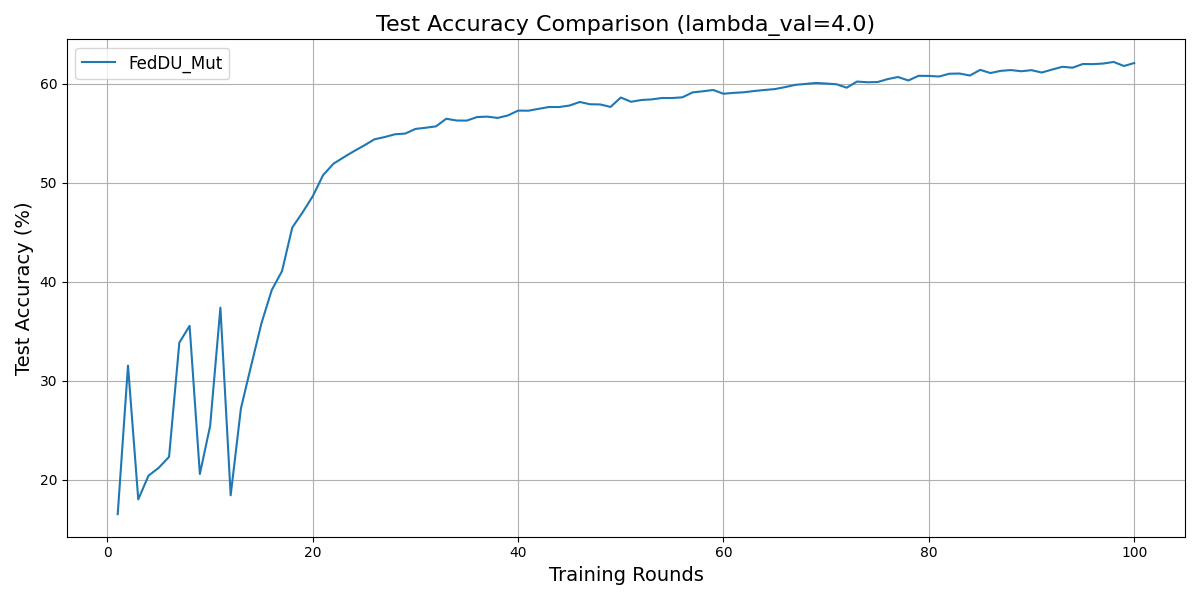 Test Accuracy Comparison (lambda_val=4.0)
FedDU_Mut
Test Accuracy (%)
60
50
40
30
20
0 20 40 60 80 100
Training Rounds